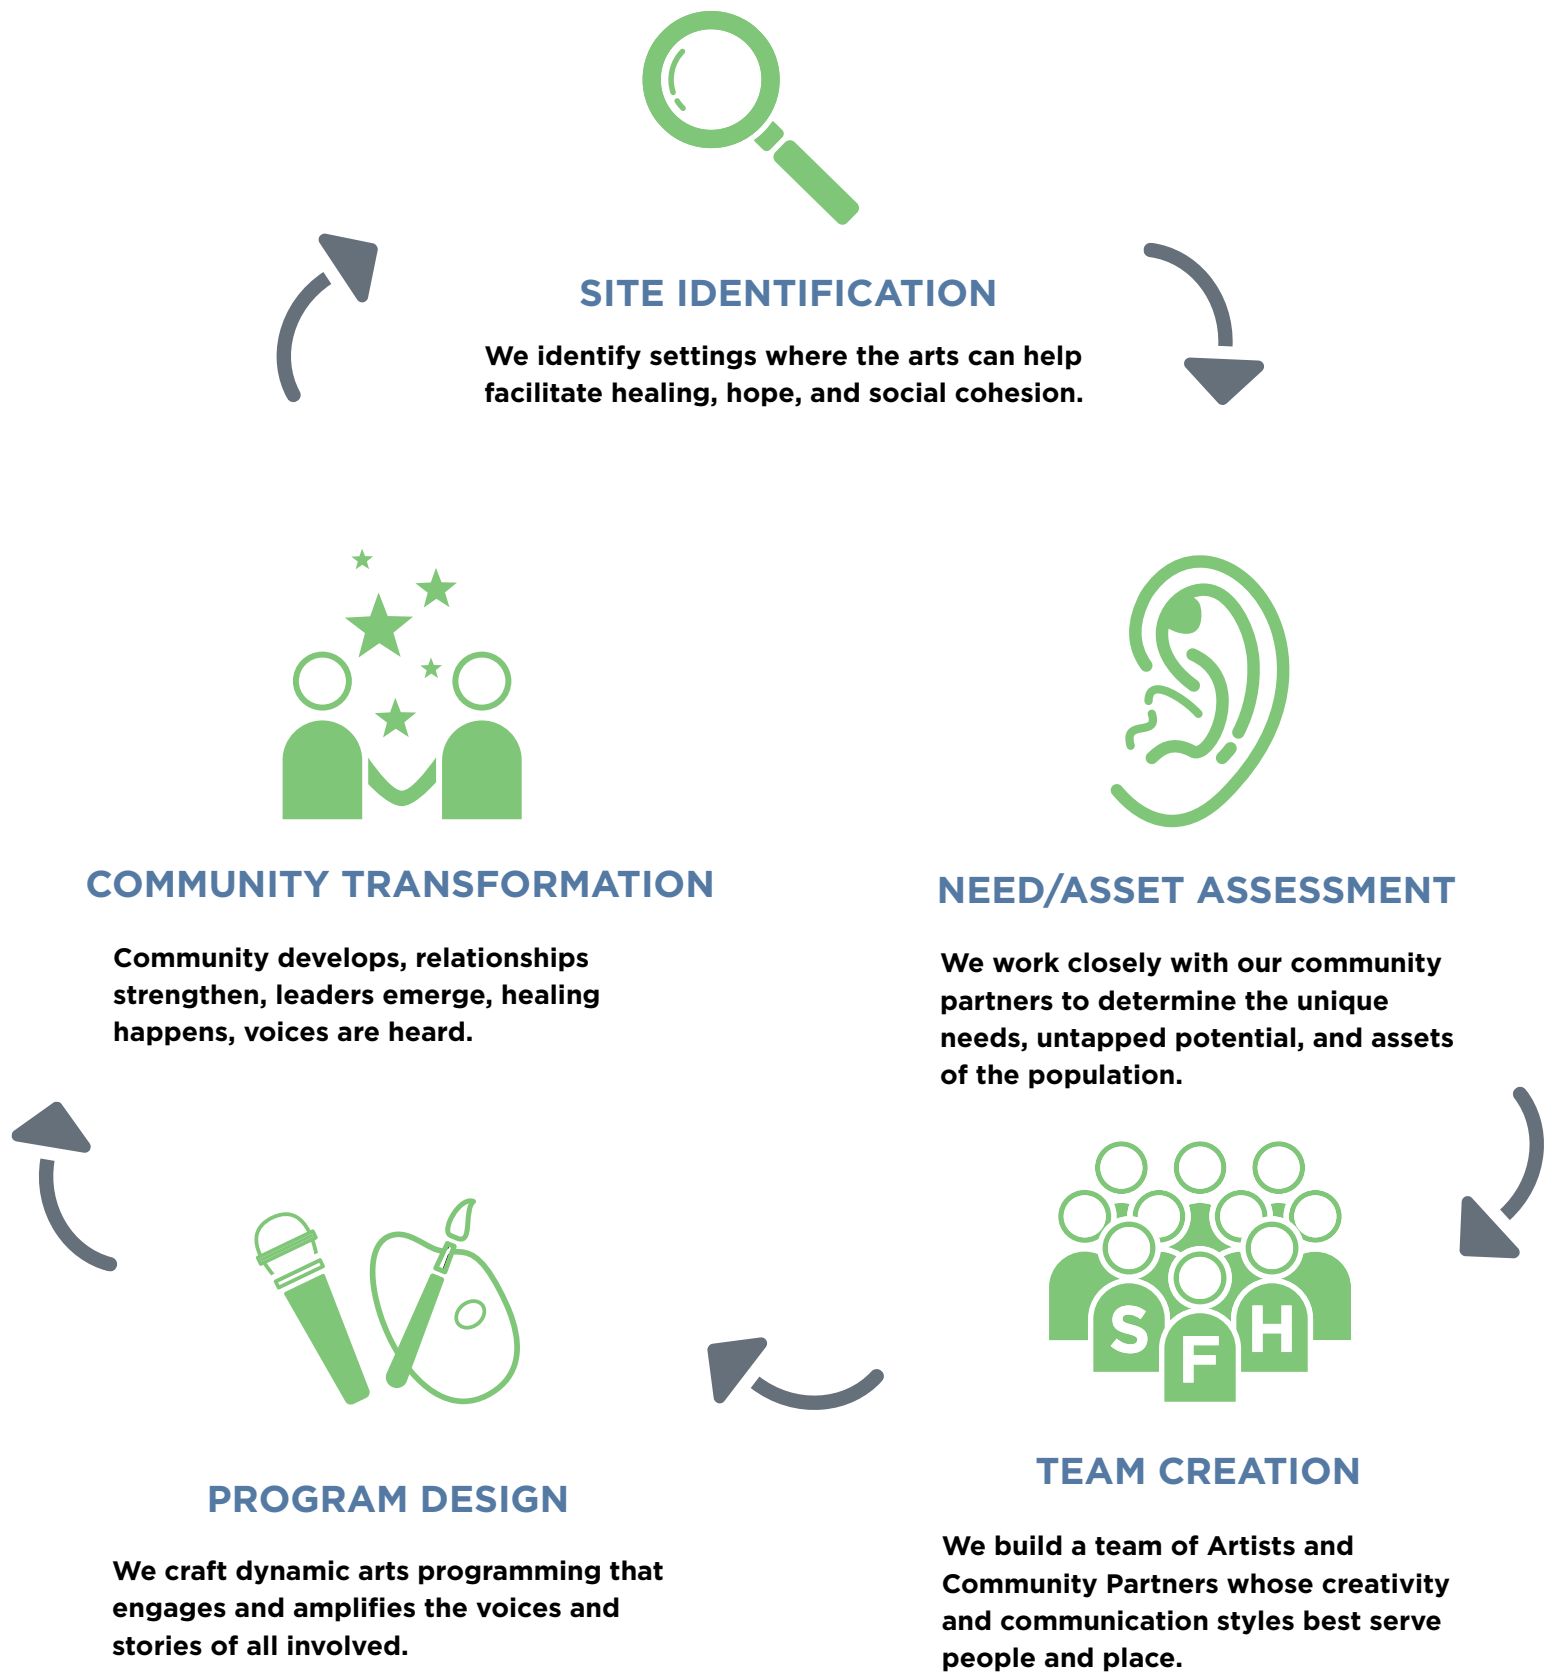 SITE IDENTIFICATION
We identify settings where the arts can help
facilitate healing, hope, and social cohesion.
NEED/ASSET ASSESSMENT
We work closely with our community
partners to determine the unique
needs, untapped potential, and assets
of the population.
S
F
H
TEAM CREATION
We build a team of Artists and
Community Partners whose creativity
and communication styles best serve
people and place.
PROGRAM DESIGN
We craft dynamic arts programming that
engages and amplifies the voices and
stories of all involved.
COMMUNITY TRANSFORMATION
Community develops, relationships
strengthen, leaders emerge, healing
happens, voices are heard.